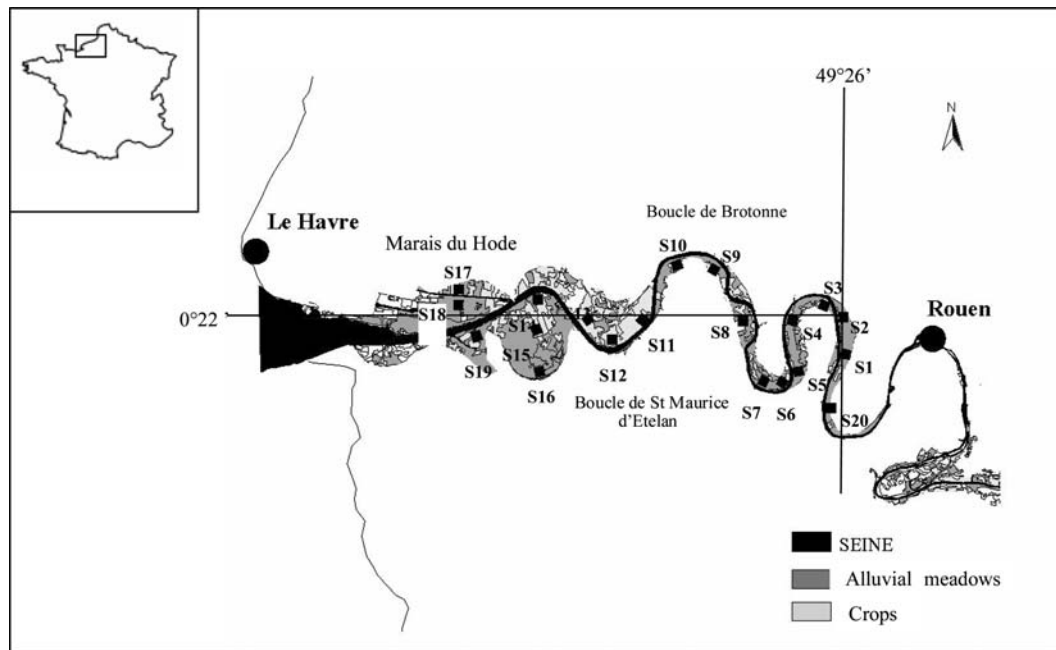 49°26'
N
Le Havre
Boucle de Brotonne
Marais du Hode
S10
S9
S17
S3
0°22'
S18
S1
S8
S4
S2
Rouen
S11
S15
S12
S1
S19
S16
S5
Boucle de St Maurice
d'Etelan
S7
S6
S20
SEINE
Alluvial meadows
Crops